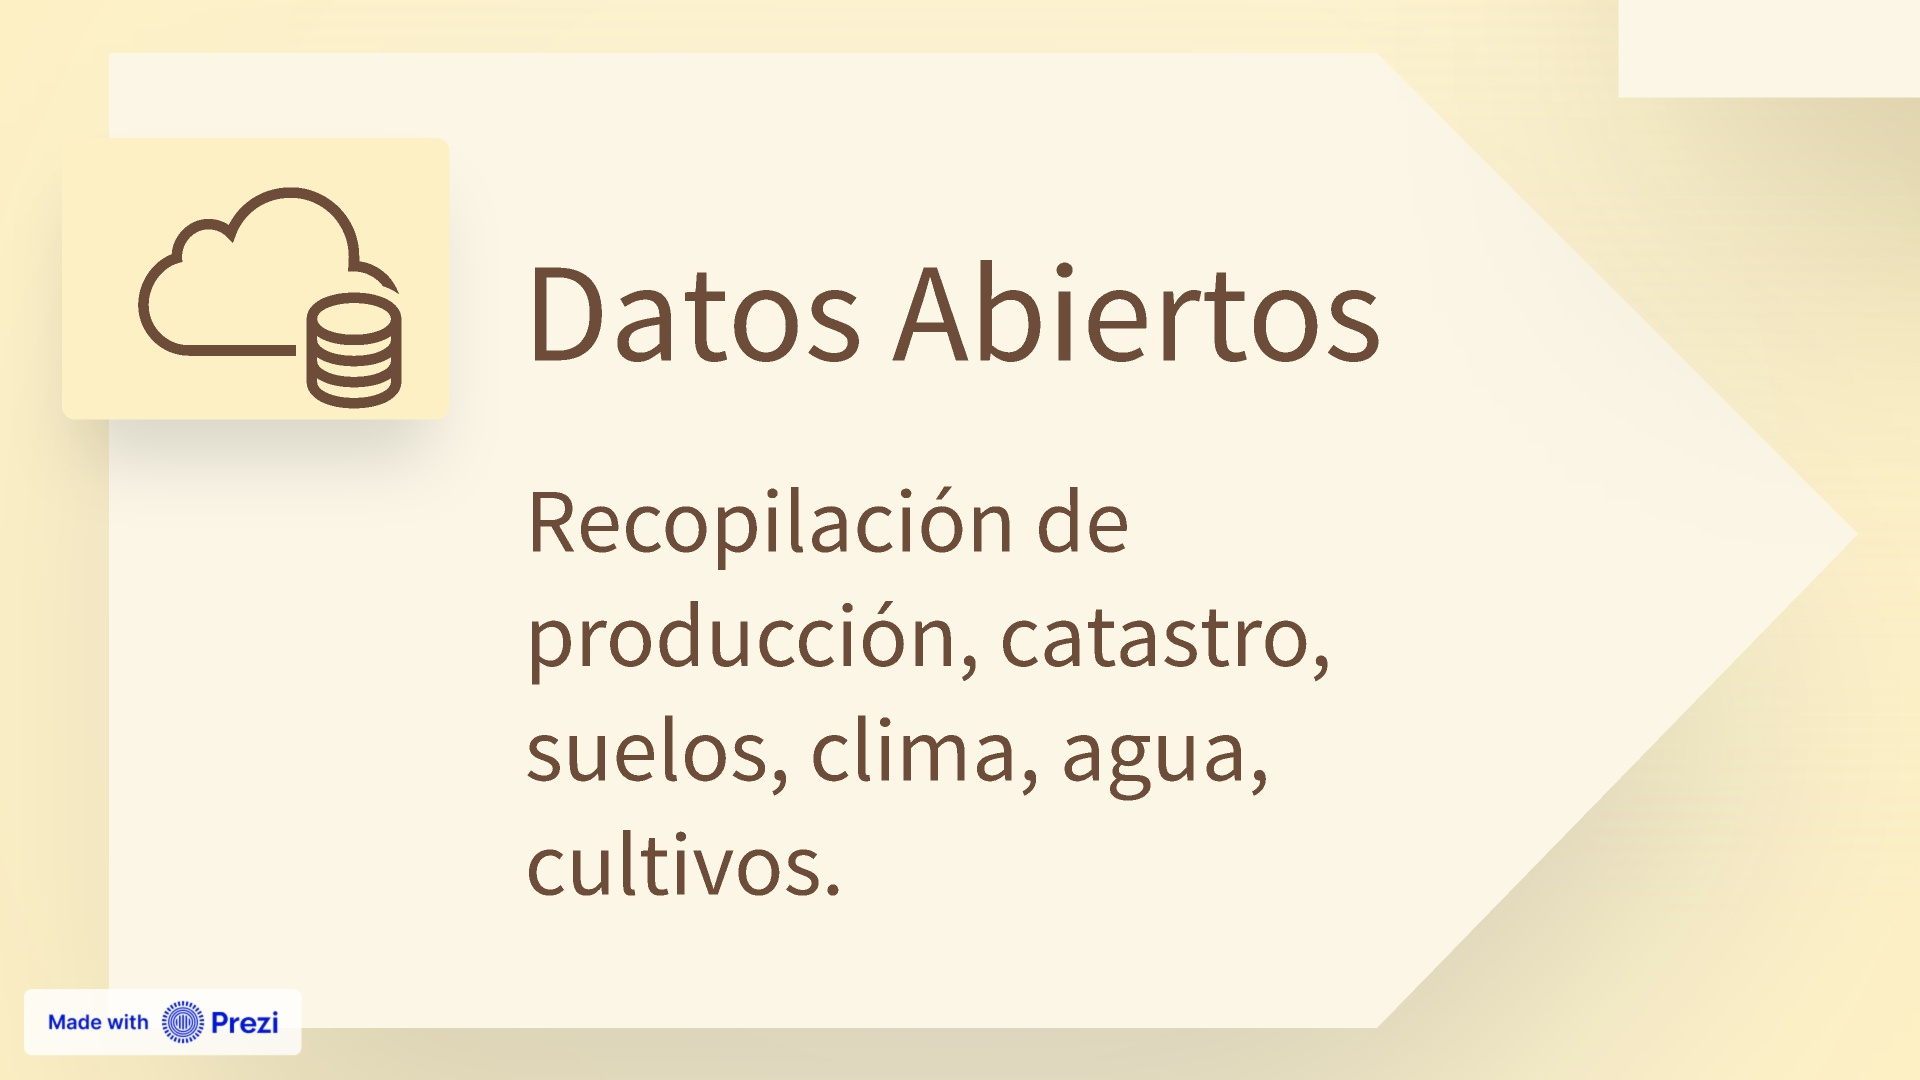 Datos Abiertos
Recopilación de
producción, catastro,
suelos, clima, agua,
cultivos.
Made with Prezi